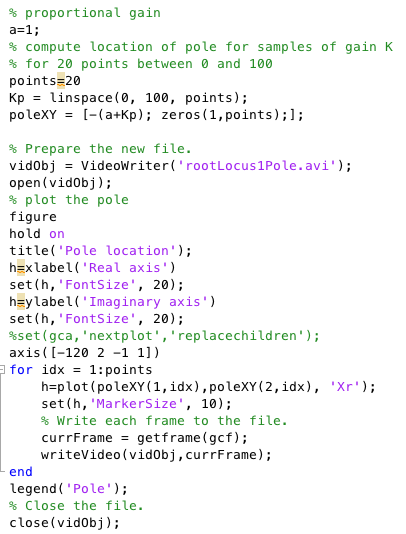 % proportional gain
a=1;
% compute location of pole for samples of gain K
% for 20 points between 0 and 100
points=20
Kp = linspace(0, 100, points);
poleXY = [-(a+Kp); zeros(1,points);];
% Prepare the new file.
vidObj = VideoWriter('rootLocus1Pole.avi');
open(vidObj);
% plot the pole
figure
hold on
title('Pole location');
h=xlabel('Real axis')
set(h,'FontSize', 20);
h=ylabel('Imaginary axis')
set(h,'FontSize', 20);
%set(gca,'nextplot','replacechildren');
axis([-120 2 -1 1])
for idx = 1:points
    h=plot(poleXY(1,idx),poleXY(2,idx), 'Xr');
    set(h,'MarkerSize', 10);
    % Write each frame to the file.
    currFrame = getframe(gcf);
    writeVideo(vidObj,currFrame);
end
legend('Pole');
% Close the file.
close(vidObj);